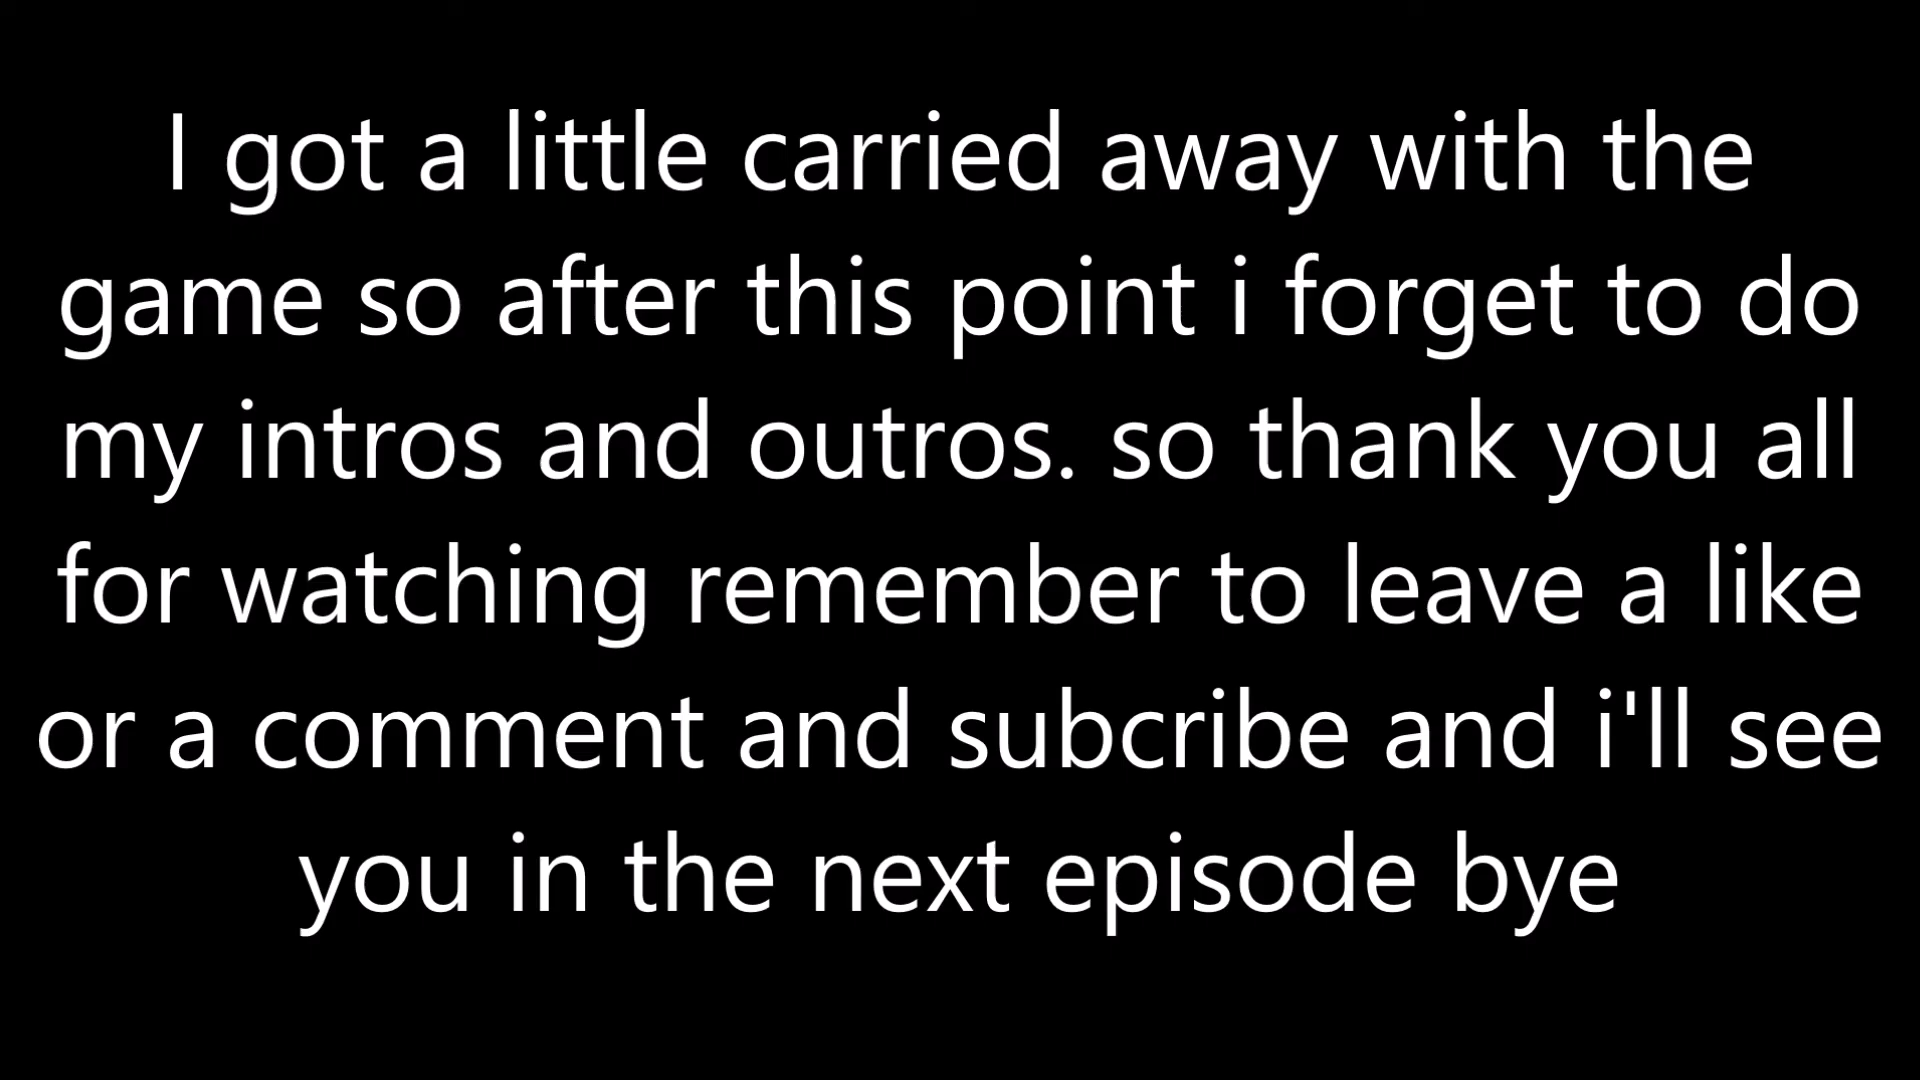 I got a little carried away with the
game so after this point i forget to do
my intros and outros. so thank you all
for watching remember to leave a like
or a comment and subcribe and i'll see
you in the next episode bye